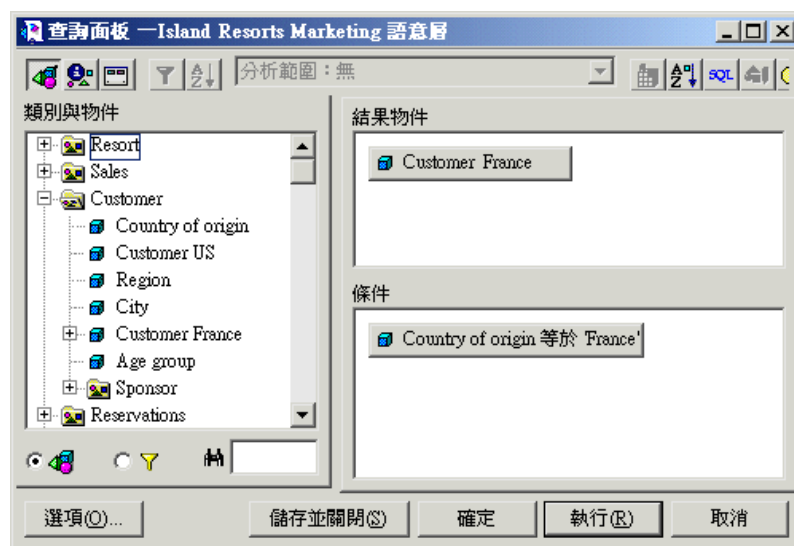 查詢面板 —Island Resorts Marketing 語意層
分析範圍：無
SQL
類別與物件
Resort
Sales
Customer
Country of origin
Customer US
Region
City
Customer France
Age group
Sponsor
Reservations
結果物件
Customer France
條件
Country of origin 等於 'France'
選項(O)...
儲存並關閉(S)
確定
執行(R)
取消